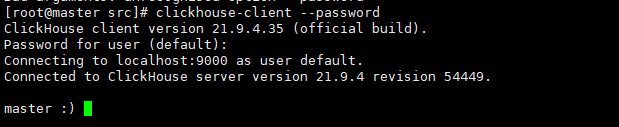 [root@master src]# clickhouse-client --password
ClickHouse client version 21.9.4.35 (official build).
Password for user (default):
Connecting to localhost:9000 as user default.
Connected to ClickHouse server version 21.9.4 revision 54449.
master :)